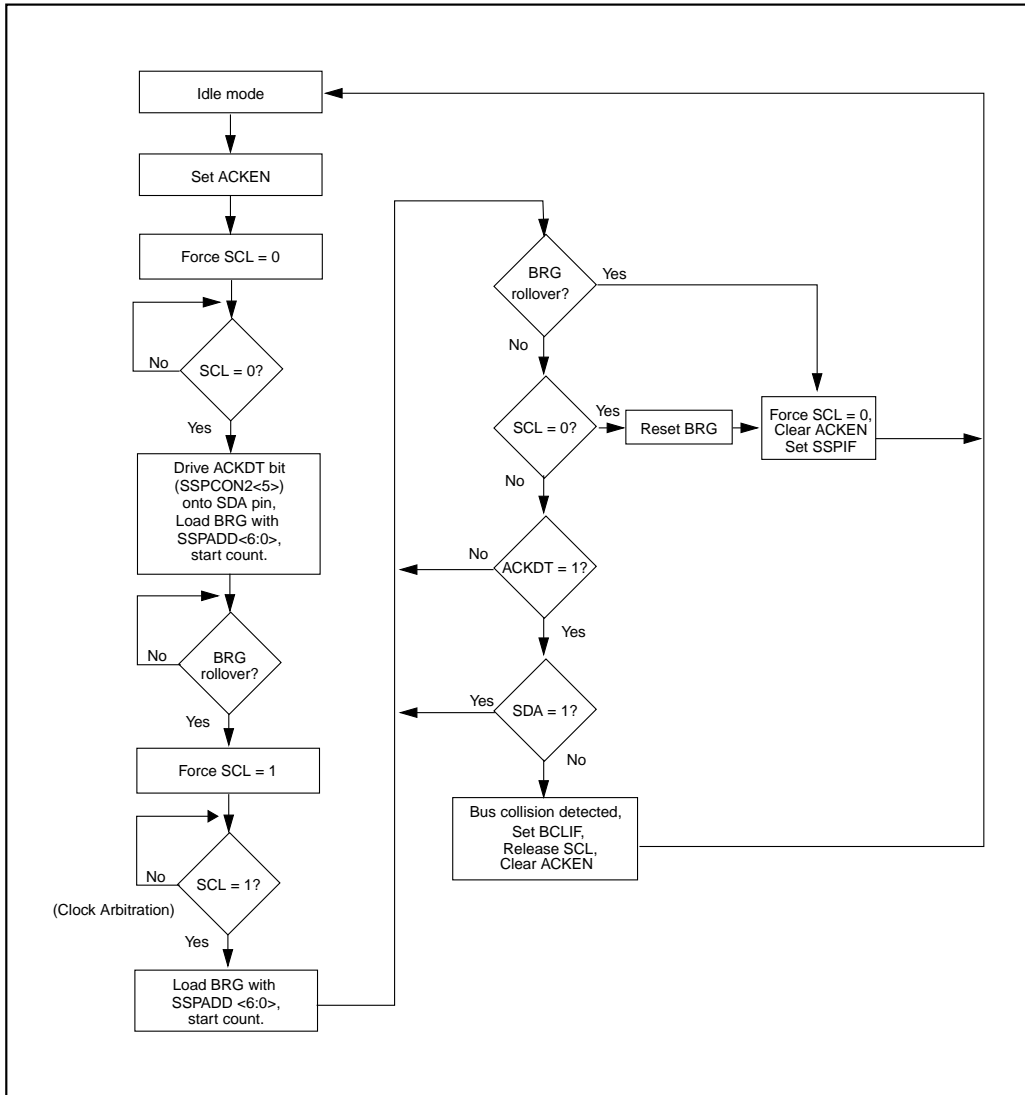 Idle mode
Set ACKEN
Force SCL = 0
No
SCL = 0?
Yes
Drive ACKDT bit
(SSPCON2<5>)
onto SDA pin,
Load BRG with
SSPADD<6:0>,
start count.
No
BRG
rollover?
Yes
Force SCL = 1
No
SCL = 1?
(Clock Arbitration)
Yes
Load BRG with
SSPADD <6:0>,
start count.
BRG
rollover?
Yes
No
SCL = 0?
Yes
Reset BRG
Force SCL = 0,
Clear ACKEN
Set SSPIF
No
No
ACKDT = 1?
Yes
Yes
SDA = 1?
No
Bus collision detected,
Set BCLIF,
Release SCL,
Clear ACKEN